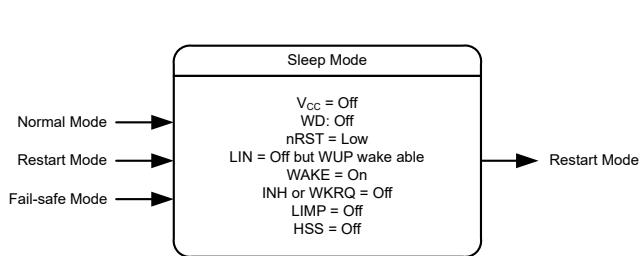 Sleep Mode
Normal Mode
Restart Mode
Fail-safe Mode
VCC = Off
WD: Off
nRST = Low
LIN = Off but WUP wake able
WAKE = On
INH or WKRQ = Off
LIMP = Off
HSS = Off
Restart Mode